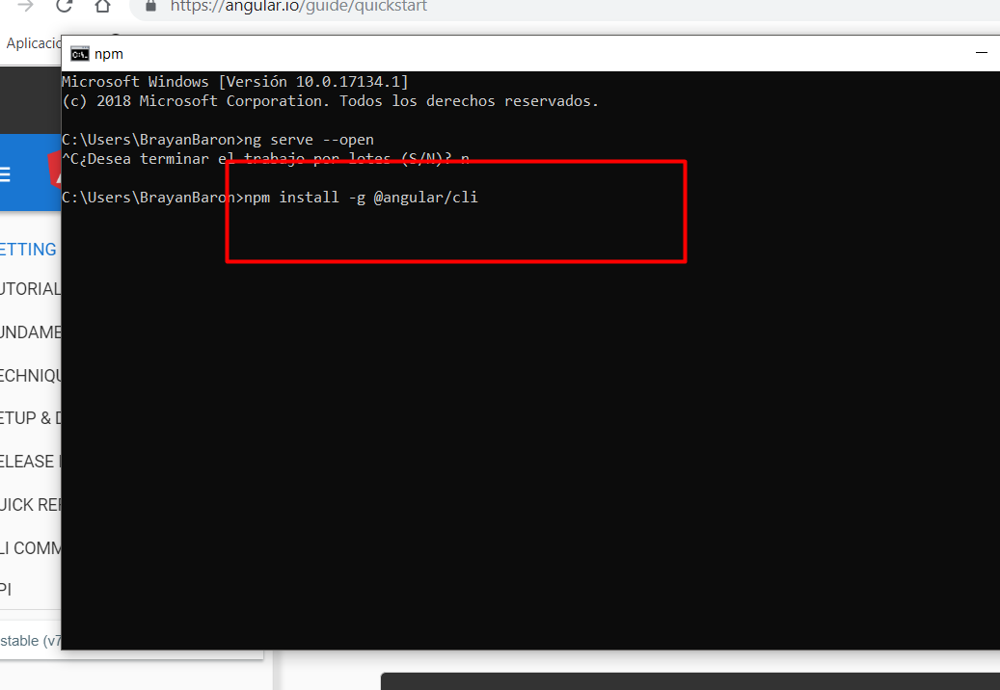 https://angular.io/guide/quickstart
Aplicacio
npm
Microsoft Windows [Versión 10.0.17134.1]
(c) 2018 Microsoft Corporation. Todos los derechos reservados.
C:\Users\BrayanBaron>ng serve --open
^C¿Desea terminar el trabajo por lotes (S/N)? n
C:\Users\BrayanBaron>npm install -g @angular/cli
ETTING
UTORIAL
UNDAME
ECHNIQU
ETUP & D
ELEASE
UICK REF
LI COMM
PI
stable (v7